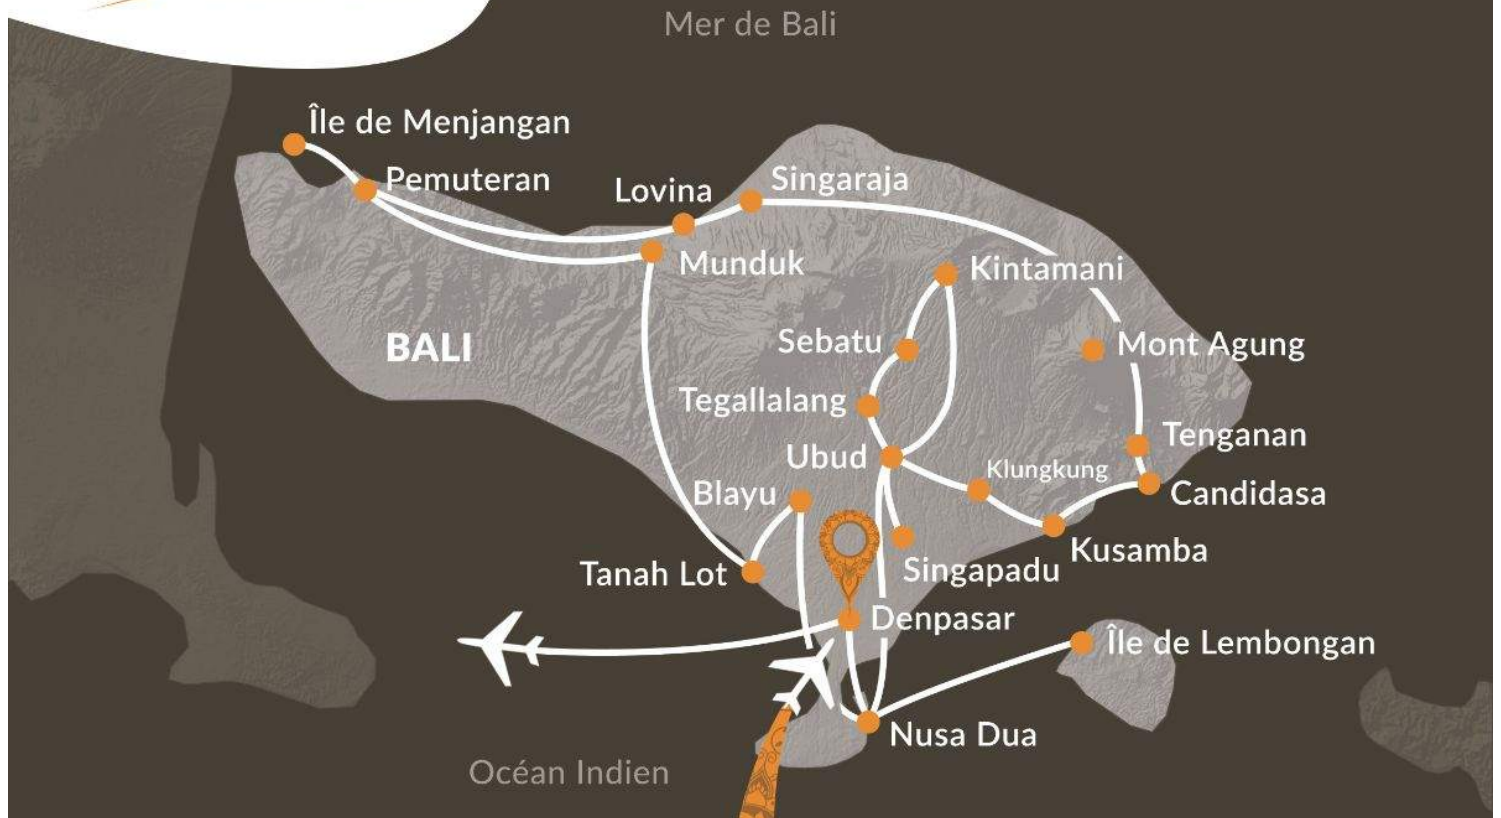 Mer de Bali
Île de Menjangan
Pemuteran
Lovina
Singaraja
Munduk
Kintamani
BALI
Sebatu
Mont Agung
Tegallalang
Tenganan
Ubud
Klungkung
Blayu
Candidasa
Kusamba
Tanah Lot
Singapadu
Denpasar
Île de Lembongan
Nusa Dua
Océan Indien